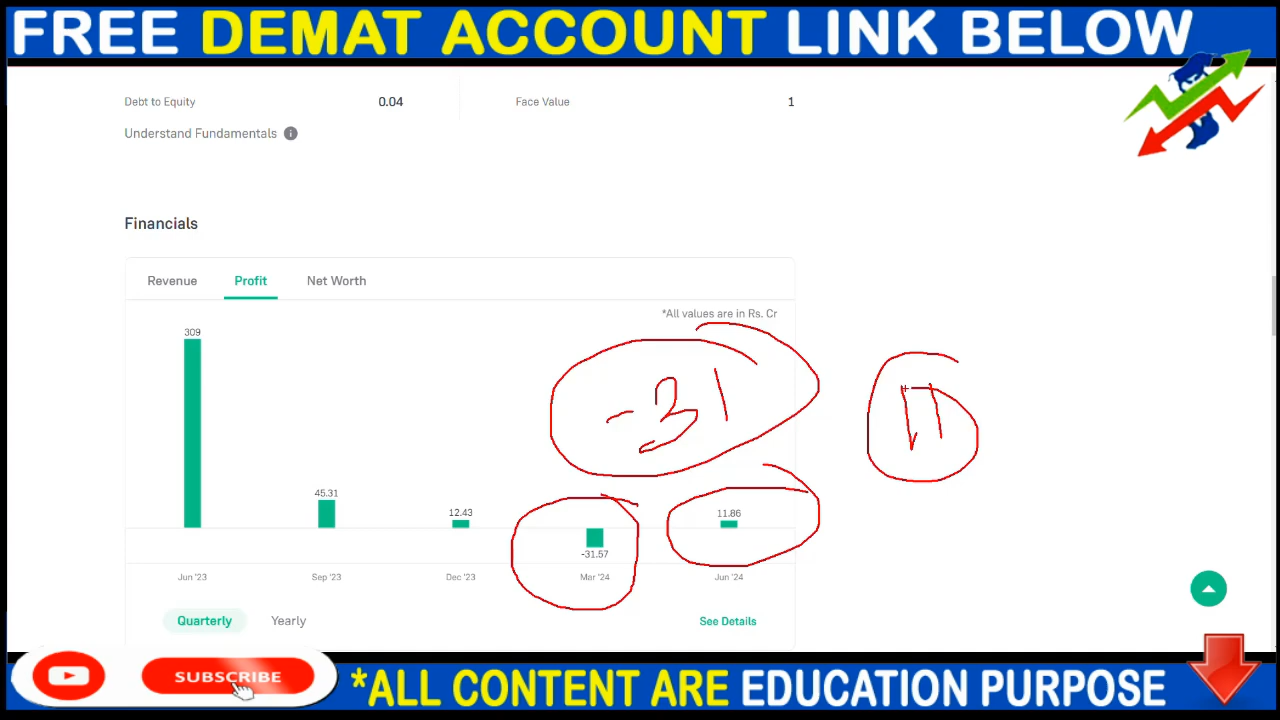 FREE DEMAT ACCOUNT LINK BELOW
Debt to Equity 0.04 Face Value 1
Understand Fundamentals i
Financials
Revenue Profit Net Worth
*All values are in Rs. Cr
309
-31
11
45.31
12.43
11.86
-31.57
Jun '23 Sep '23 Dec '23 Mar '24 Jun '24
Quarterly Yearly See Details
SUBSCRIBE
*ALL CONTENT ARE EDUCATION PURPOSE